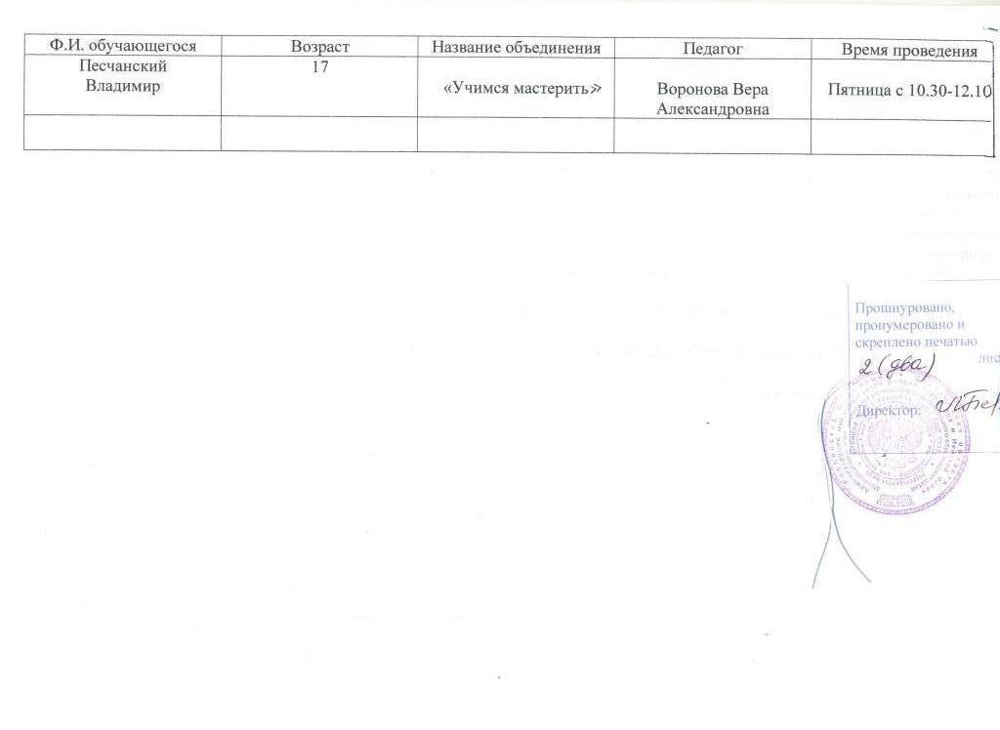 Ф.И. обучающегося Возраст Название объединения Педагог Время проведения
Песчанский 17
Владимир «Учимся мастерить» Воронова Вера Пятница с 10.30-12.10
Александровна
Прошнуровано,
пронумеровано и
скреплено печатью
2 (два) лис
Директор: